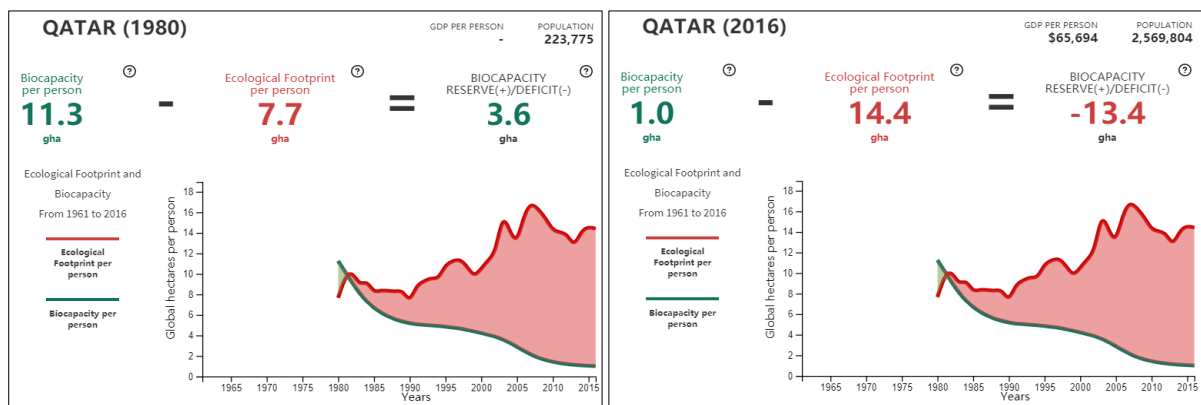 QATAR (1980)
GDP PER PERSON
-
POPULATION
223,775
Biocapacity
per person
11.3
gha
?
-
Ecological Footprint
per person
7.7
gha
?
=
BIOCAPACITY
RESERVE(+)/DEFICIT(-)
3.6
gha
?
Ecological Footprint and
Biocapacity
From 1961 to 2016
Ecological
Footprint per
person
Biocapacity per
person
Global hectares per person
18
16
14
12
10
8
6
4
2
0
1965 1970 1975 1980 1985 1990 1995 2000 2005 2010 2015
Years
QATAR (2016)
GDP PER PERSON
$65,694
POPULATION
2,569,804
Biocapacity
per person
1.0
gha
?
-
Ecological Footprint
per person
14.4
gha
?
=
BIOCAPACITY
RESERVE(+)/DEFICIT(-)
-13.4
gha
?
Ecological Footprint and
Biocapacity
From 1961 to 2016
Ecological
Footprint per
person
Biocapacity per
person
Global hectares per person
18
16
14
12
10
8
6
4
2
0
1965 1970 1975 1980 1985 1990 1995 2000 2005 2010 2015
Years